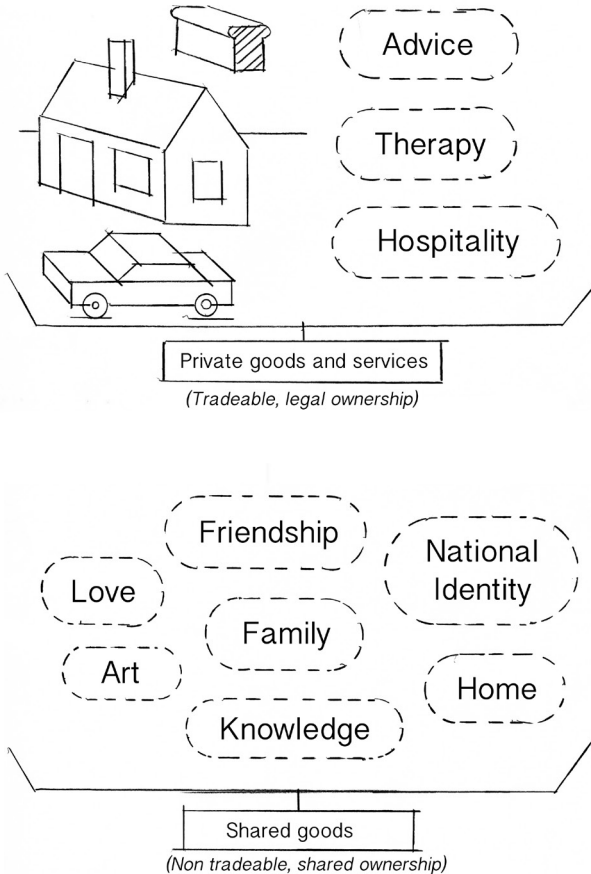 Advice
Therapy
Hospitality
Private goods and services
(Tradeable, legal ownership)
Friendship
National
Identity
Love
Family
Art
Home
Knowledge
Shared goods
(Non tradeable, shared ownership)